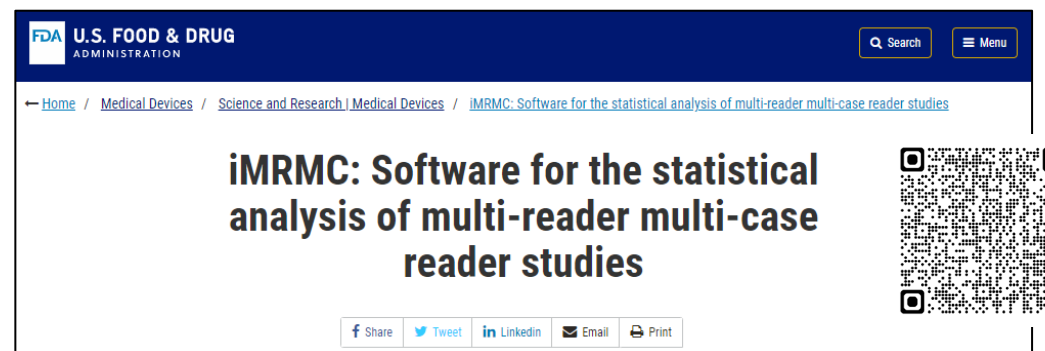 FDA U.S. FOOD & DRUG
ADMINISTRATION
Search Menu
Home / Medical Devices / Science and Research | Medical Devices / iMRMC: Software for the statistical analysis of multi-reader multi-case reader studies
iMRMC: Software for the statistical
analysis of multi-reader multi-case
reader studies
f Share Tweet in Linkedin Email Print